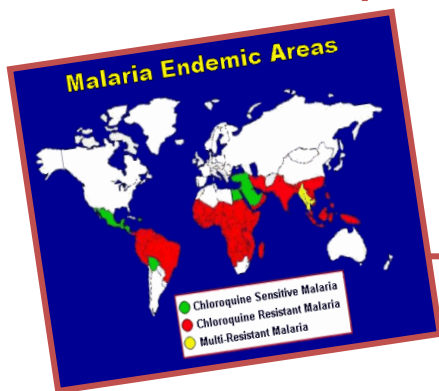 Malaria Endemic Areas
Chloroquine Sensitive Malaria
Chloroquine Resistant Malaria
Multi-Resistant Malaria